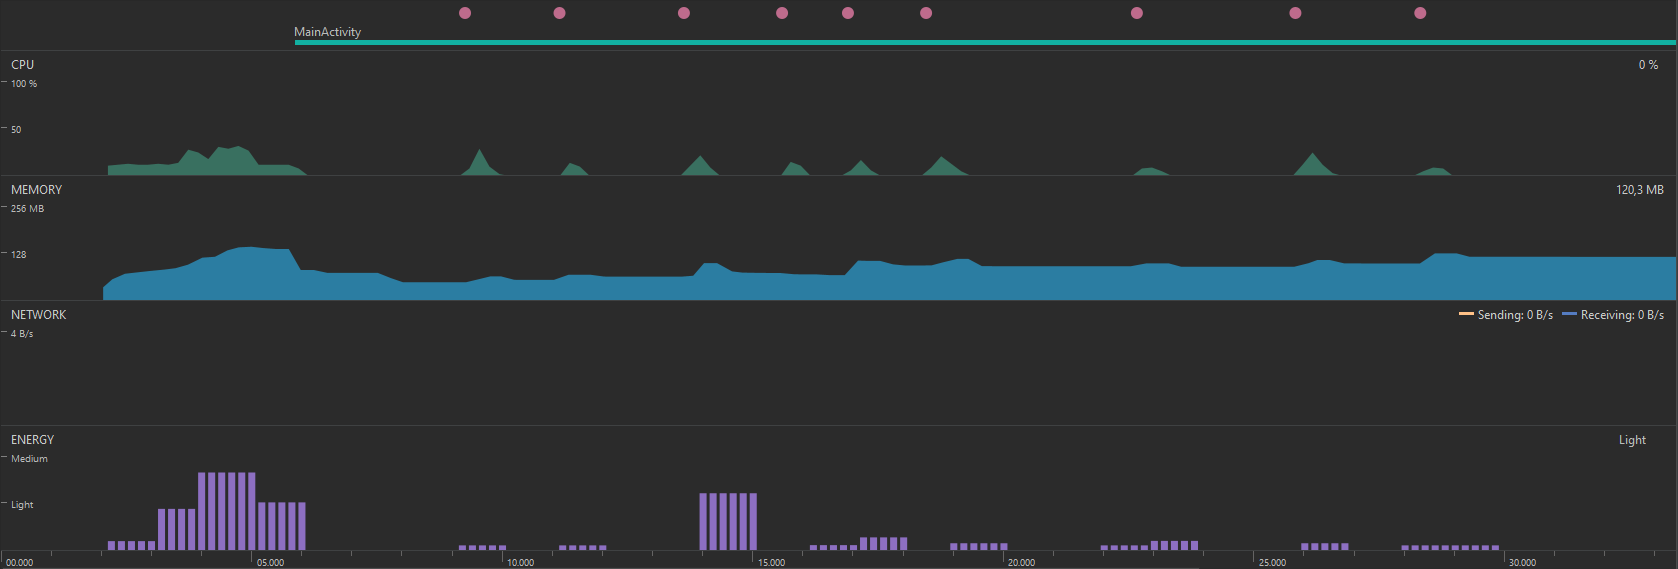 MainActivity
CPU 0 %
100 %
50
MEMORY 120,3 MB
256 MB
128
NETWORK Sending: 0 B/s Receiving: 0 B/s
4 B/s
ENERGY Light
Medium
Light
00.000 05.000 10.000 15.000 20.000 25.000 30.000